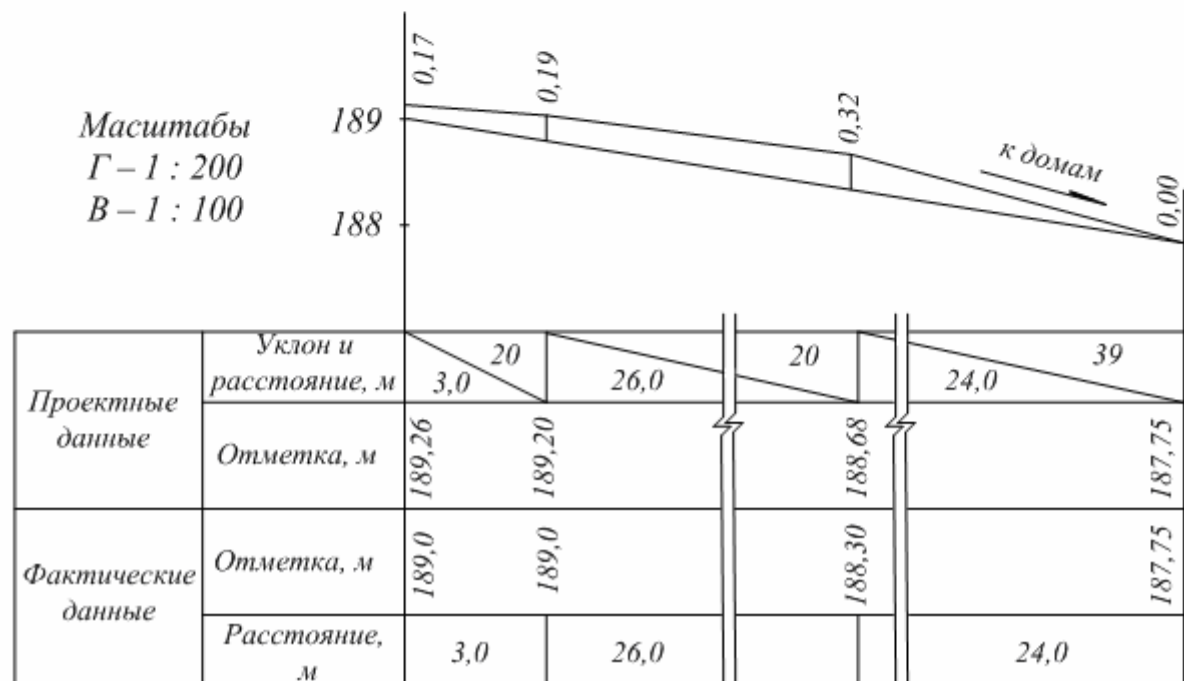 0,17
0,19
0,32
0,00
Масштабы
Г – 1 : 200
В – 1 : 100
189
188
к домам
Проектные
данные
Уклон и
расстояние, м
20
3,0
26,0
20
24,0
39
Отметка, м
189,26
189,20
188,68
187,75
Фактические
данные
Отметка, м
189,0
189,0
188,30
187,75
Расстояние,
м
3,0
26,0
24,0